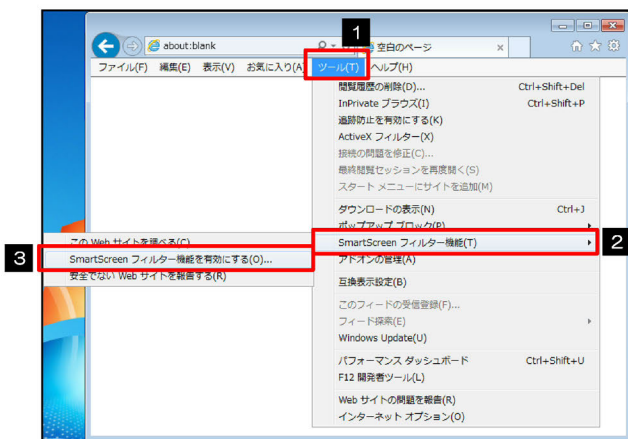 1
about:blank
空白のページ
ファイル(F) 編集(E) 表示(V) お気に入り(A) ツール(T) ヘルプ(H)
閲覧履歴の削除(D)... Ctrl+Shift+Del
InPrivate ブラウズ(I) Ctrl+Shift+P
追跡防止を有効にする(K)
ActiveX フィルター(X)
接続の問題を修正(C)...
最終閲覧セッションを再度開く(S)
スタート メニューにサイトを追加(M)
ダウンロードの表示(N) Ctrl+J
ポップアップ ブロック(P)
SmartScreen フィルター機能(T)
2
アドオンの管理(A)
互換表示設定(B)
このフィードの受信登録(F)...
フィード探索(E)
Windows Update(U)
パフォーマンス ダッシュボード Ctrl+Shift+U
F12 開発者ツール(L)
Web サイトの問題を報告(R)
インターネット オプション(O)
この Web サイトを調べる(C)
3
SmartScreen フィルター機能を有効にする(O)...
安全でない Web サイトを報告する(R)